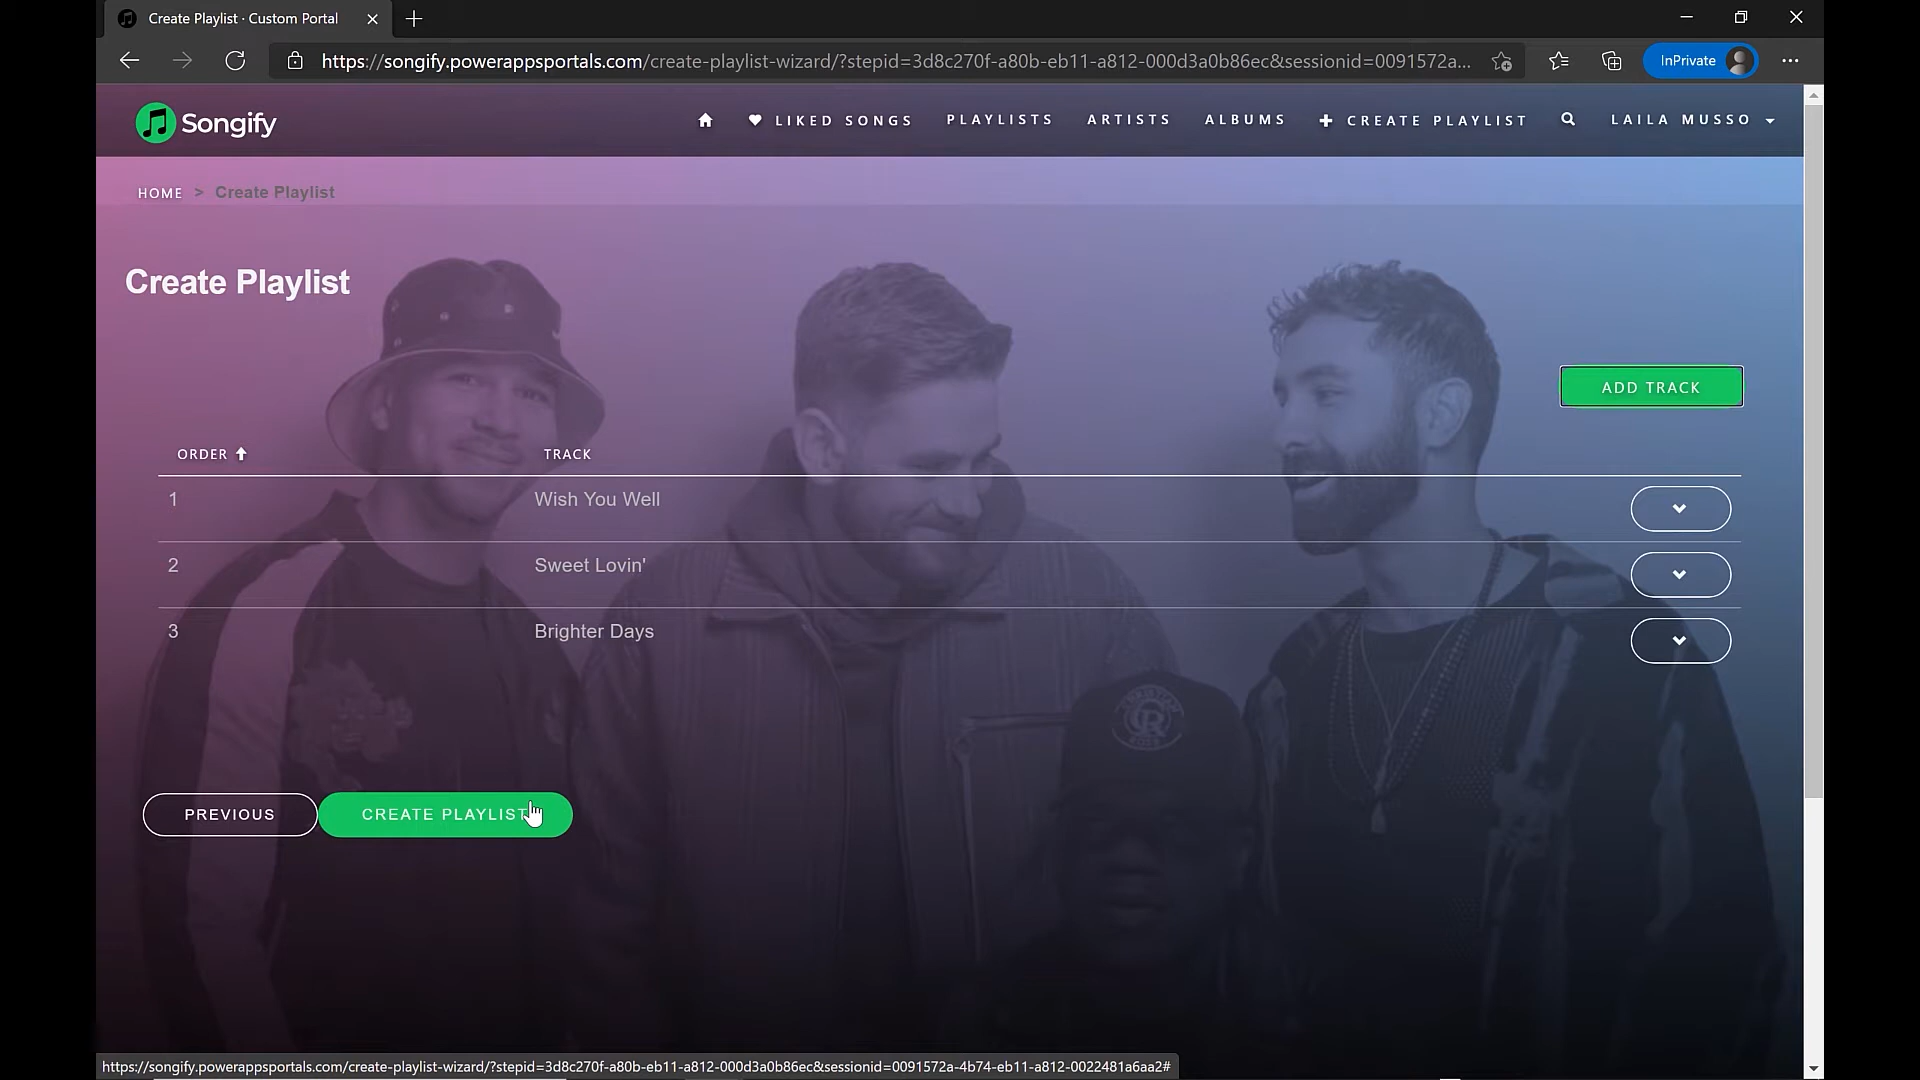 Create Playlist · Custom Portal
https://songify.powerappsportals.com/create-playlist-wizard/?stepid=3d8c270f-a80b-eb11-a812-000d3a0b86ec&sessionid=0091572a...
InPrivate
Songify
LIKED SONGS PLAYLISTS ARTISTS ALBUMS CREATE PLAYLIST LAILA MUSSO
HOME > Create Playlist
Create Playlist
ADD TRACK
ORDER TRACK
1 Wish You Well
2 Sweet Lovin'
3 Brighter Days
PREVIOUS CREATE PLAYLIST
https://songify.powerappsportals.com/create-playlist-wizard/?stepid=3d8c270f-a80b-eb11-a812-000d3a0b86ec&sessionid=0091572a-4b74-eb11-a812-0022481a6aa2#